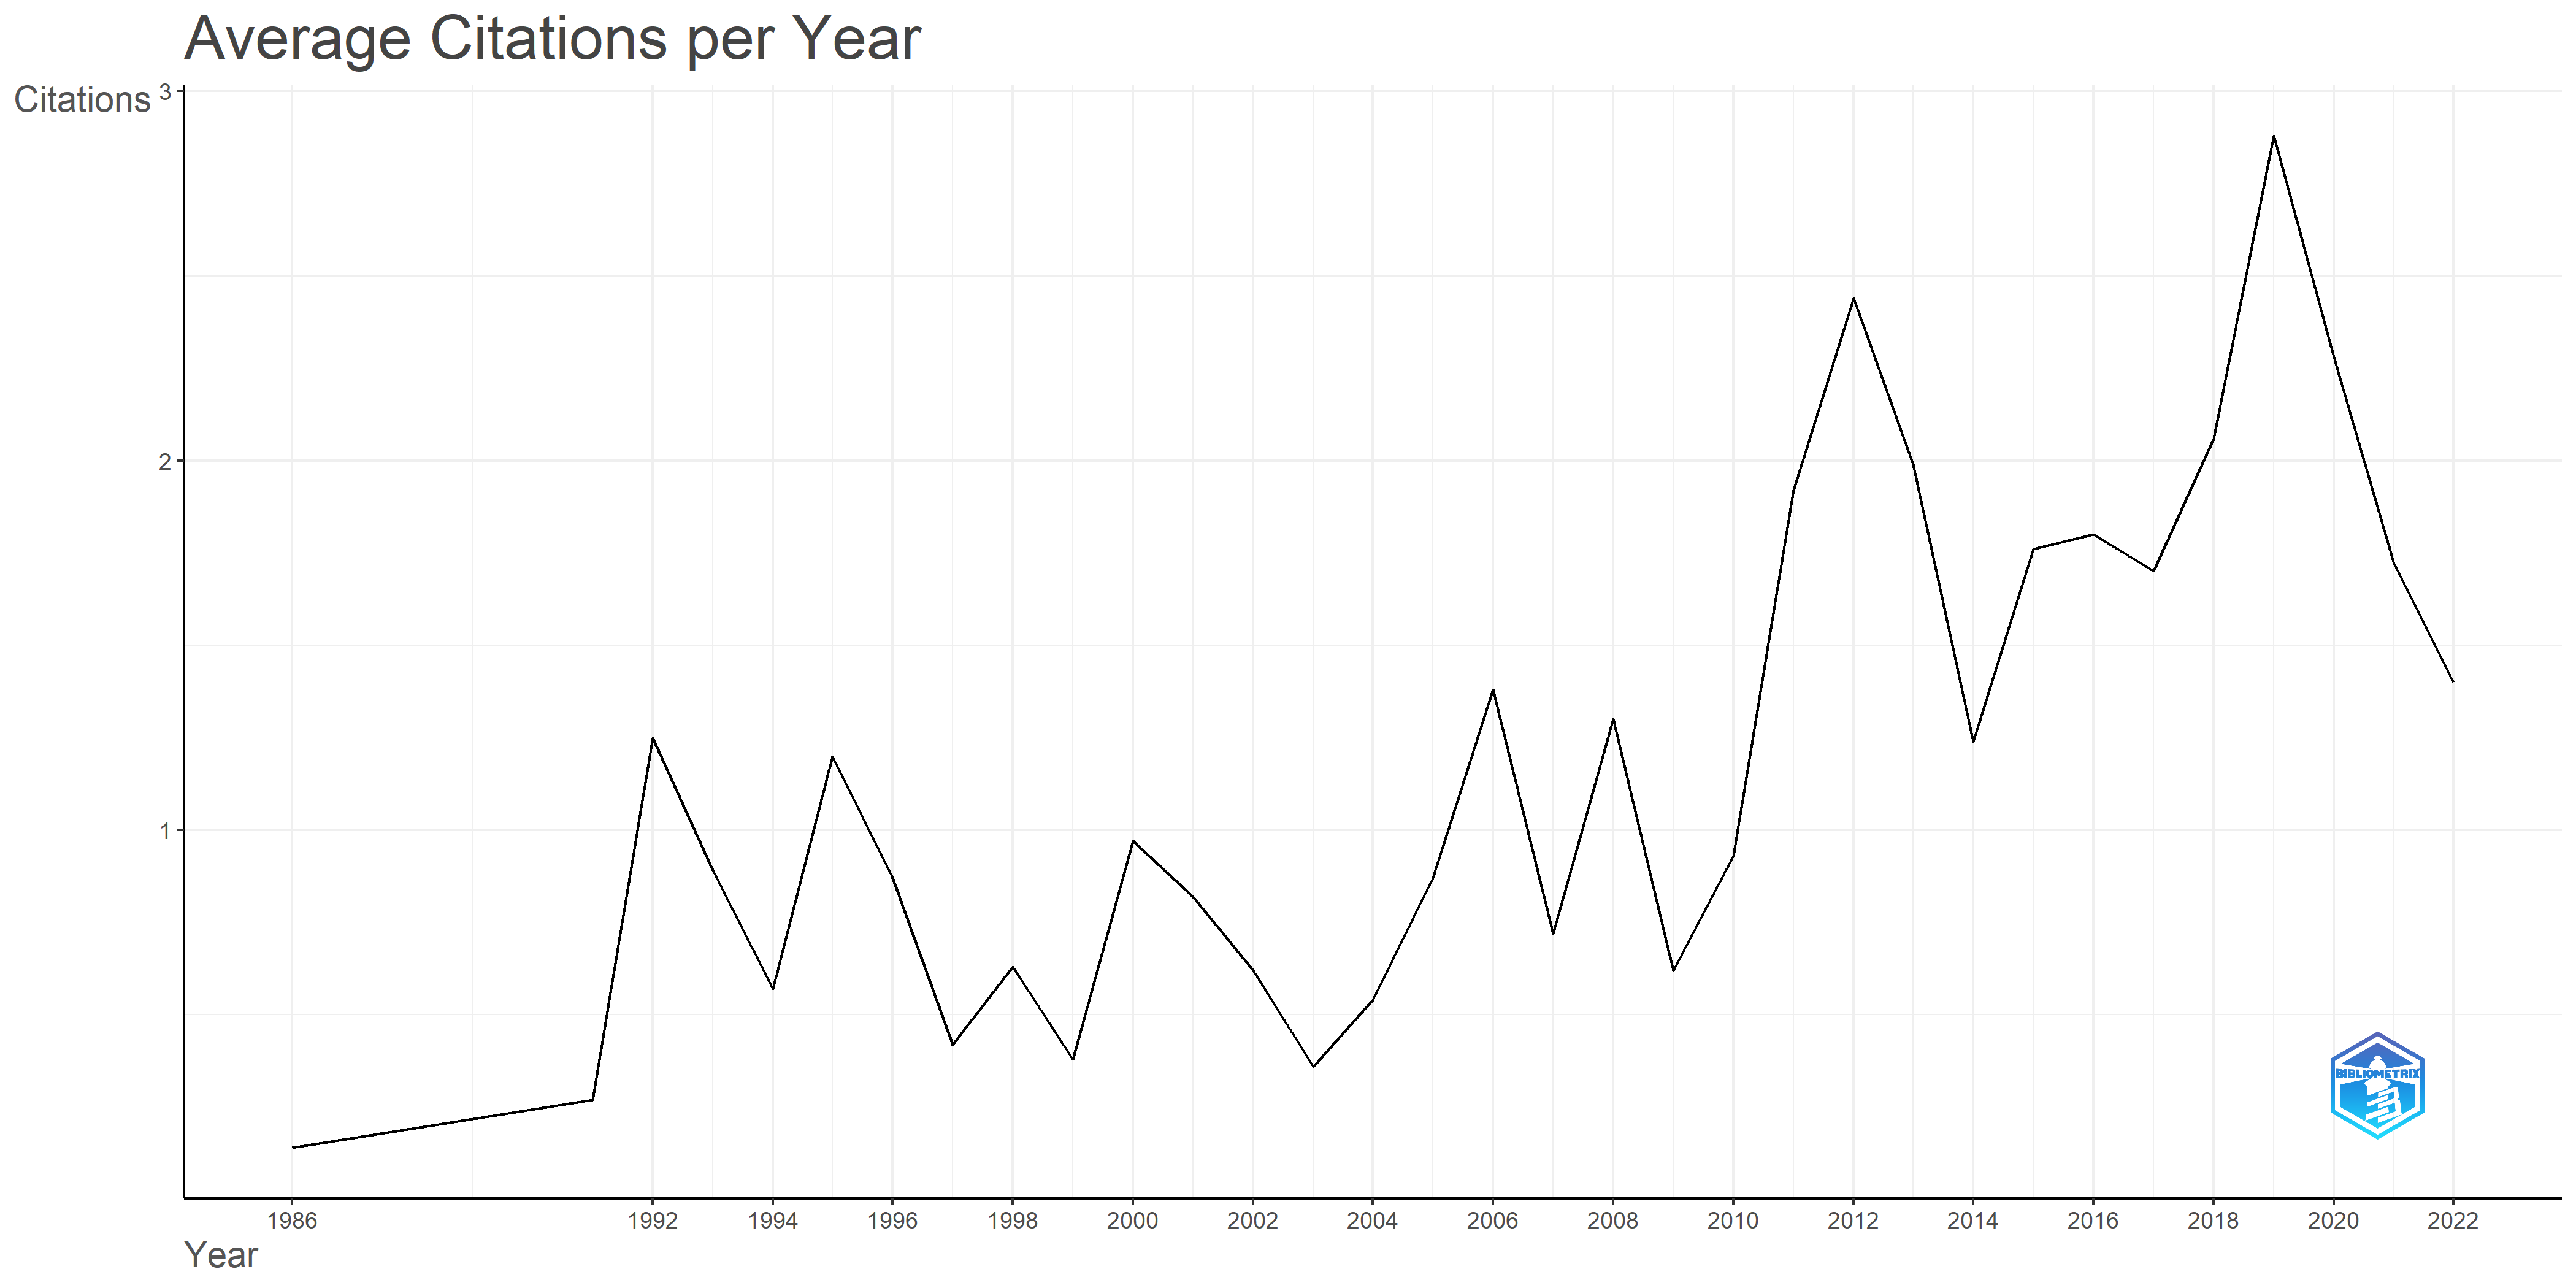 Average Citations per Year
Citations
3
2
1
1986 1992 1994 1996 1998 2000 2002 2004 2006 2008 2010 2012 2014 2016 2018 2020 2022
Year
BIBLIOMETRIX